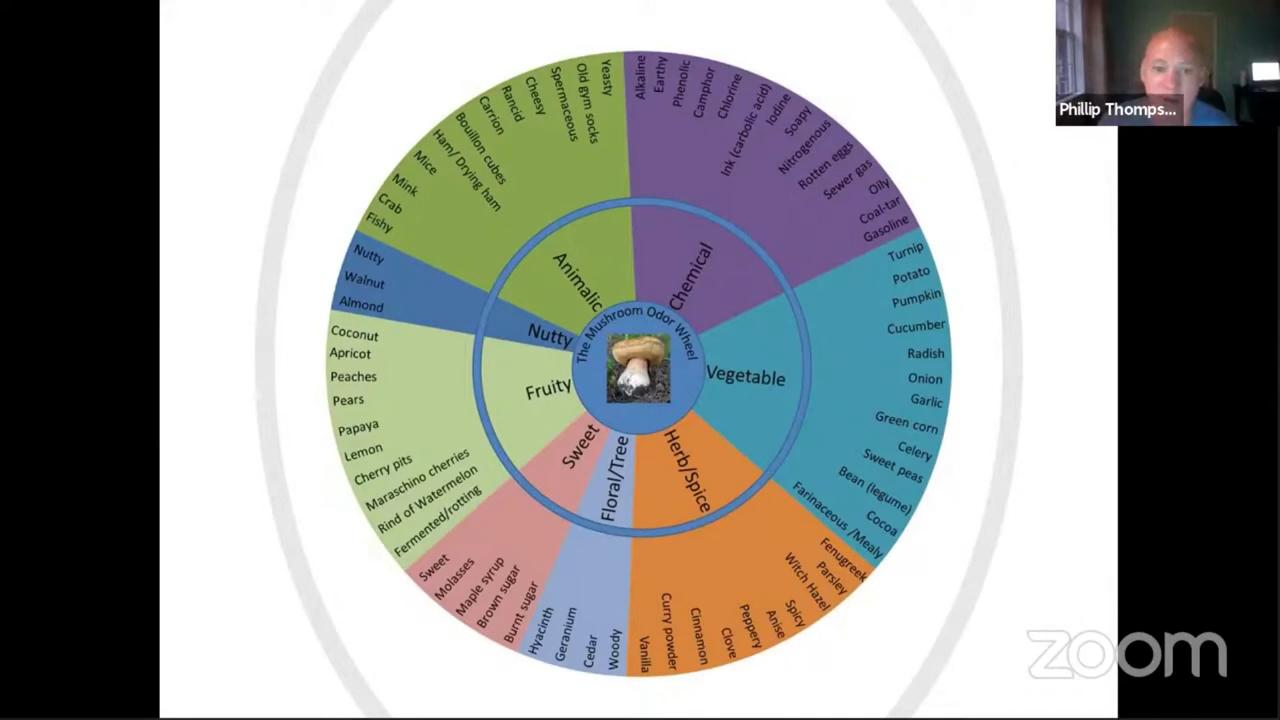 Phillip Thomps...
The Mushroom Odor Wheel
Chemical
Alkaline
Earthy
Phenolic
Camphor
Chlorine
Ink (carbolic acid)
Iodine
Soapy
Nitrogenous
Rotten eggs
Sewer gas
Oily
Coal-tar
Gasoline
Vegetable
Turnip
Potato
Pumpkin
Cucumber
Radish
Onion
Garlic
Green corn
Celery
Sweet peas
Bean (legume)
Cocoa
Farinaceous /Mealy
Herb/Spice
Fenugreek
Parsley
Witch Hazel
Spicy
Anise
Peppery
Clove
Cinnamon
Curry powder
Vanilla
Floral/Tree
Woody
Cedar
Geranium
Hyacinth
Sweet
Burnt sugar
Brown sugar
Maple syrup
Molasses
Sweet
Fruity
Fermented/rotting
Rind of Watermelon
Maraschino cherries
Cherry pits
Lemon
Papaya
Pears
Peaches
Apricot
Coconut
Nutty
Almond
Walnut
Nutty
Animalic
Fishy
Crab
Mink
Mice
Ham/ Drying ham
Bouillon cubes
Carrion
Rancid
Cheesy
Spermaceous
Old gym socks
Yeasty
zoom